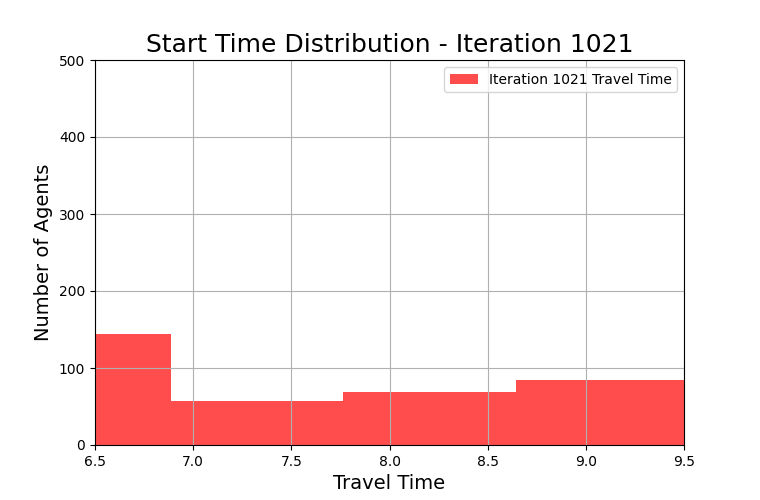 Start Time Distribution - Iteration 1021
Iteration 1021 Travel Time
Number of Agents
500
400
300
200
100
0
6.5 7.0 7.5 8.0 8.5 9.0 9.5
Travel Time